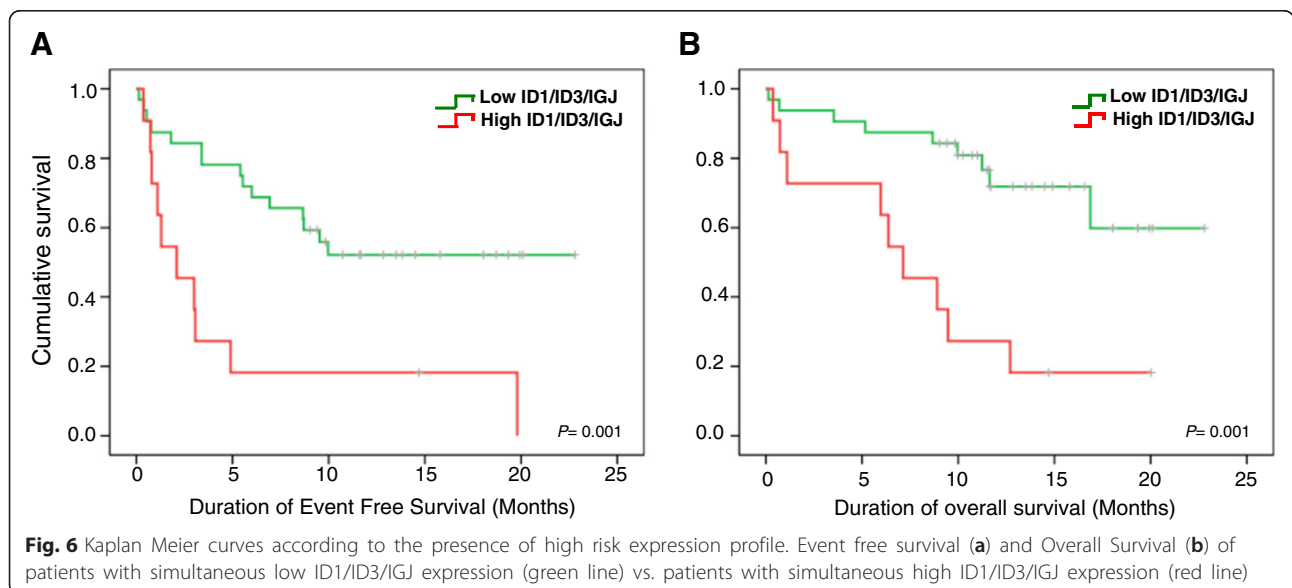 A
Cumulative survival
1.0
0.8
0.6
0.4
0.2
0.0
Low ID1/ID3/IGJ
High ID1/ID3/IGJ
P= 0.001
0 5 10 15 20 25
Duration of Event Free Survival (Months)
B
1.0
0.8
0.6
0.4
0.2
0.0
Low ID1/ID3/IGJ
High ID1/ID3/IGJ
P= 0.001
0 5 10 15 20 25
Duration of overall survival (Months)
Fig. 6 Kaplan Meier curves according to the presence of high risk expression profile. Event free survival (a) and Overall Survival (b) of
patients with simultaneous low ID1/ID3/IGJ expression (green line) vs. patients with simultaneous high ID1/ID3/IGJ expression (red line)